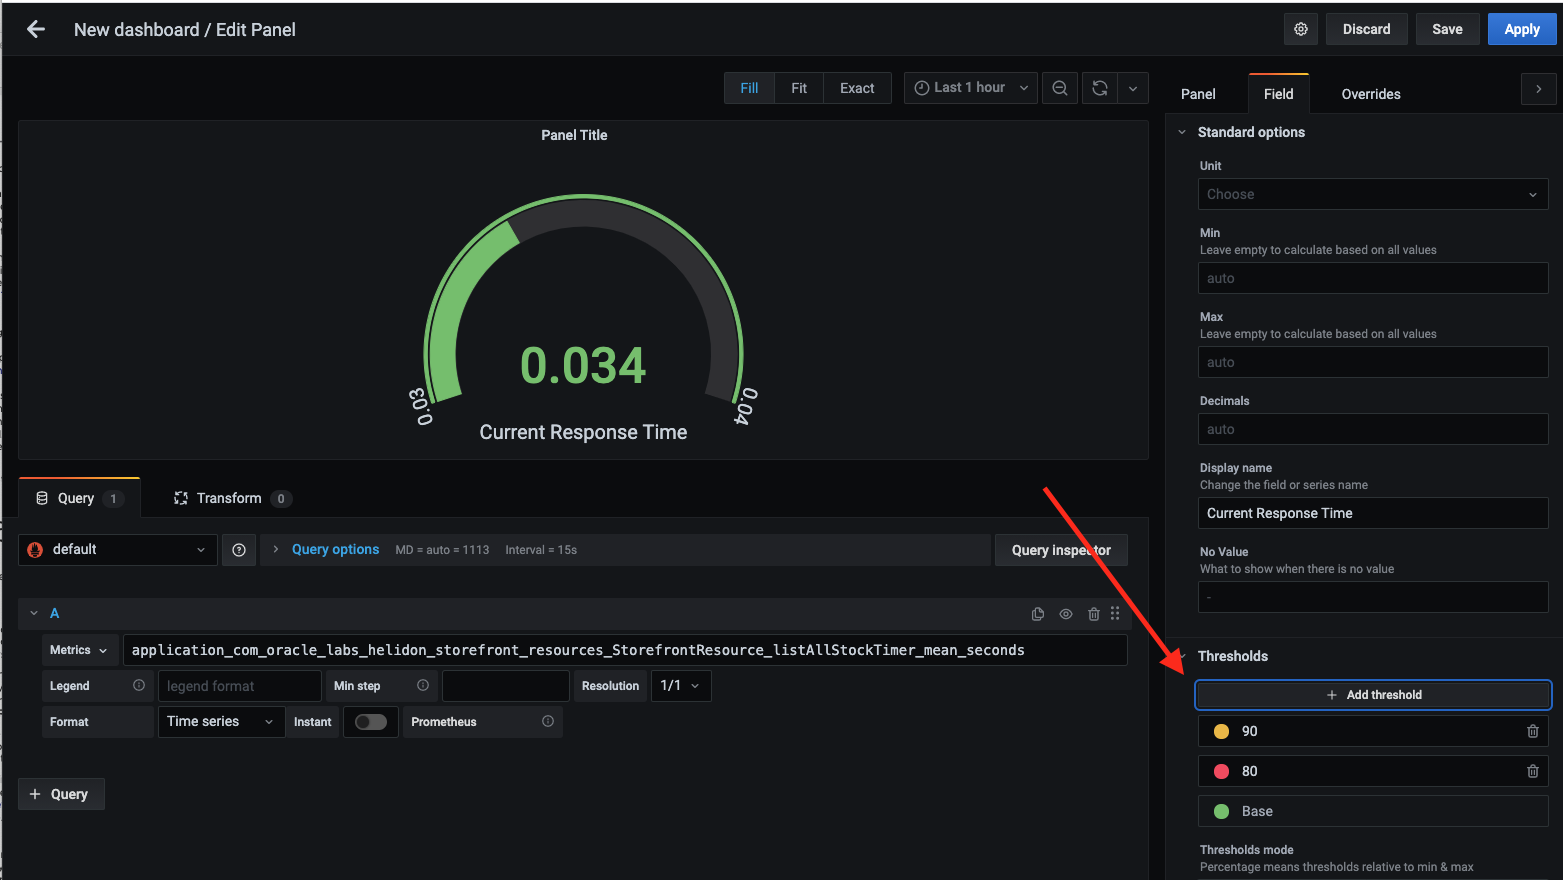 New dashboard / Edit Panel
Discard
Save
Apply
Fill
Fit
Exact
Last 1 hour
Panel
Field
Overrides
Panel Title
0.034
0.03
0.04
Current Response Time
Standard options
Unit
Choose
Min
Leave empty to calculate based on all values
auto
Max
Leave empty to calculate based on all values
auto
Decimals
auto
Display name
Change the field or series name
Current Response Time
No Value
What to show when there is no value
-
Thresholds
+ Add threshold
90
80
Base
Thresholds mode
Percentage means thresholds relative to min & max
Query 1
Transform 0
default
Query options MD = auto = 1113 Interval = 15s
Query inspector
A
Metrics
application_com_oracle_labs_helidon_storefront_resources_StorefrontResource_listAllStockTimer_mean_seconds
Legend
legend format
Min step
Resolution
1/1
Format
Time series
Instant
Prometheus
+ Query